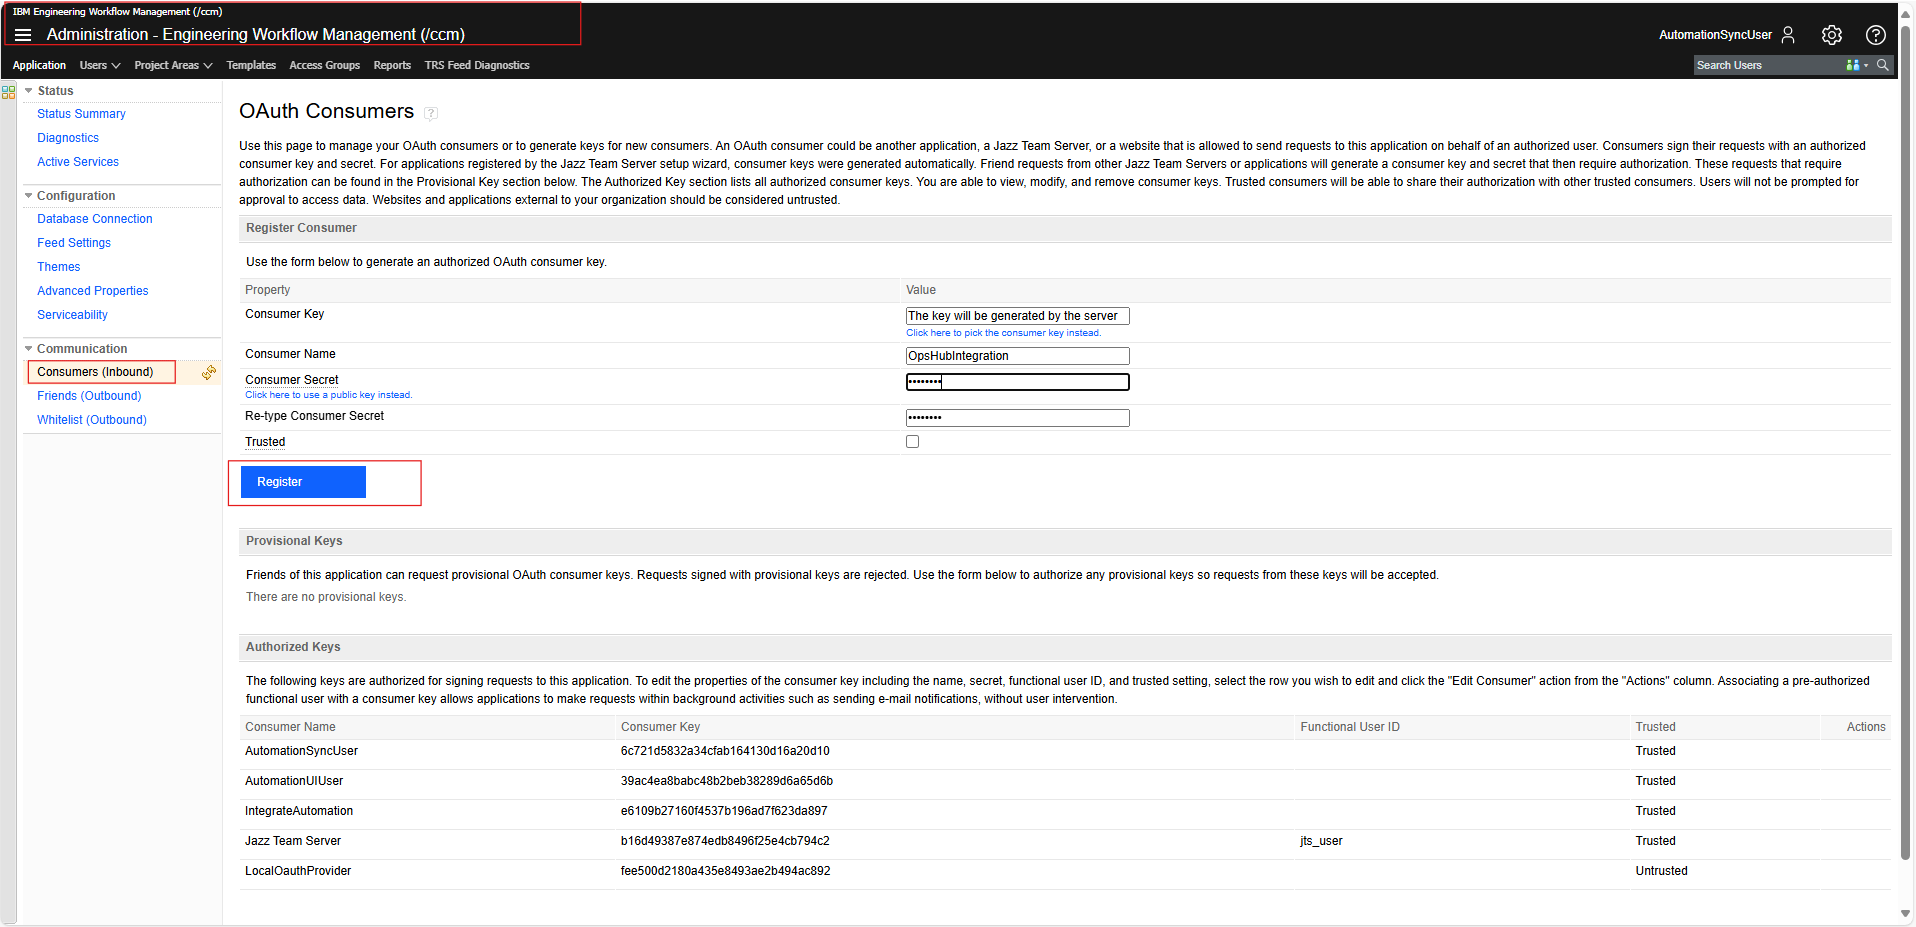 IBM Engineering Workflow Management (/ccm)
Administration - Engineering Workflow Management (/ccm)
AutomationSyncUser
Application Users Project Areas Templates Access Groups Reports TRS Feed Diagnostics
Search Users
Status
Status Summary
Diagnostics
Active Services
Configuration
Database Connection
Feed Settings
Themes
Advanced Properties
Serviceability
Communication
Consumers (Inbound)
Friends (Outbound)
Whitelist (Outbound)
OAuth Consumers ?
Use this page to manage your OAuth consumers or to generate keys for new consumers. An OAuth consumer could be another application, a Jazz Team Server, or a website that is allowed to send requests to this application on behalf of an authorized user. Consumers sign their requests with an authorized
consumer key and secret. For applications registered by the Jazz Team Server setup wizard, consumer keys were generated automatically. Friend requests from other Jazz Team Servers or applications will generate a consumer key and secret that then require authorization. These requests that require
authorization can be found in the Provisional Key section below. The Authorized Key section lists all authorized consumer keys. You are able to view, modify, and remove consumer keys. Trusted consumers will be able to share their authorization with other trusted consumers. Users will not be prompted for
approval to access data. Websites and applications external to your organization should be considered untrusted.
Register Consumer
Use the form below to generate an authorized OAuth consumer key.
Property Value
Consumer Key The key will be generated by the server
Click here to pick the consumer key instead.
Consumer Name OpsHubIntegration
Consumer Secret ••••••••
Click here to use a public key instead.
Re-type Consumer Secret ••••••••
Trusted
Register
Provisional Keys
Friends of this application can request provisional OAuth consumer keys. Requests signed with provisional keys are rejected. Use the form below to authorize any provisional keys so requests from these keys will be accepted.
There are no provisional keys.
Authorized Keys
The following keys are authorized for signing requests to this application. To edit the properties of the consumer key including the name, secret, functional user ID, and trusted setting, select the row you wish to edit and click the "Edit Consumer" action from the "Actions" column. Associating a pre-authorized
functional user with a consumer key allows applications to make requests within background activities such as sending e-mail notifications, without user intervention.
Consumer Name Consumer Key Functional User ID Trusted Actions
AutomationSyncUser 6c721d5832a34cfab164130d16a20d10 Trusted
AutomationUIUser 39ac4ea8babc48b2beb38289d6a65d6b Trusted
IntegrateAutomation e6109b27160f4537b196ad7f623da897 Trusted
Jazz Team Server b16d49387e874edb8496f25e4cb794c2 jts_user Trusted
LocalOauthProvider fee500d2180a435e8493ae2b494ac892 Untrusted